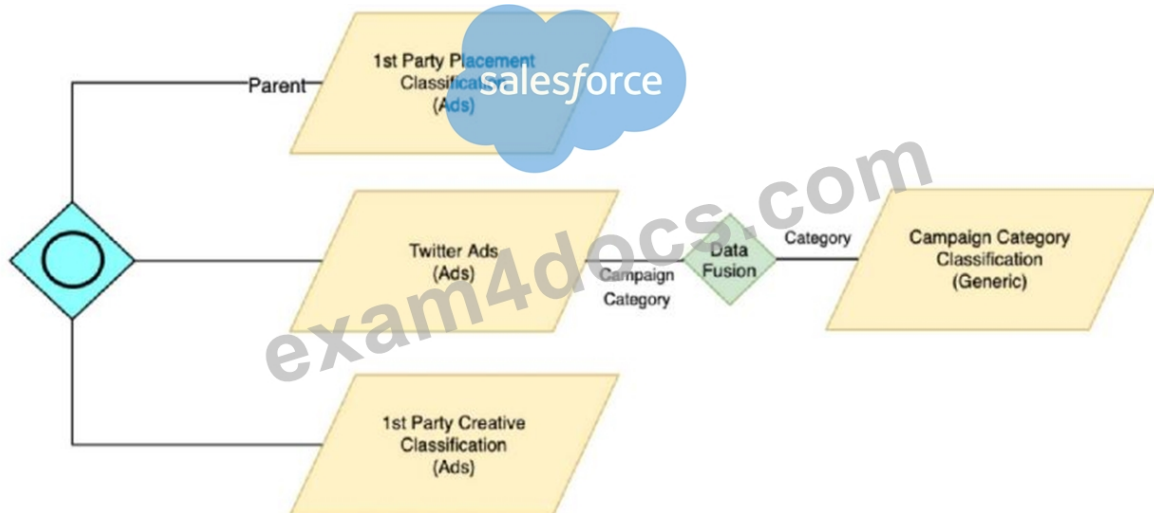 1st Party Placement
Classification
(Ads)
salesforce
Parent
Twitter Ads
(Ads)
Campaign
Category
Data
Fusion
Category
Campaign Category
Classification
(Generic)
exam4docs.com
1st Party Creative
Classification
(Ads)